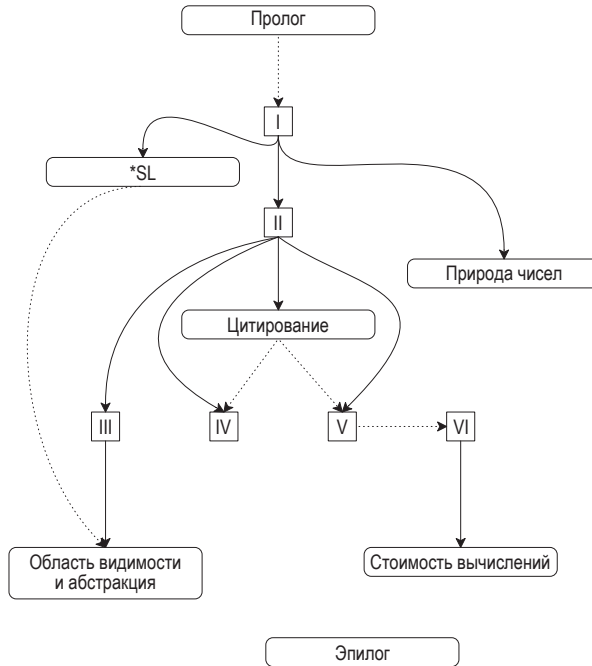 Пролог
I
*SL
II
Природа чисел
Цитирование
III
IV
V
VI
Область видимости
и абстракция
Стоимость вычислений
Эпилог